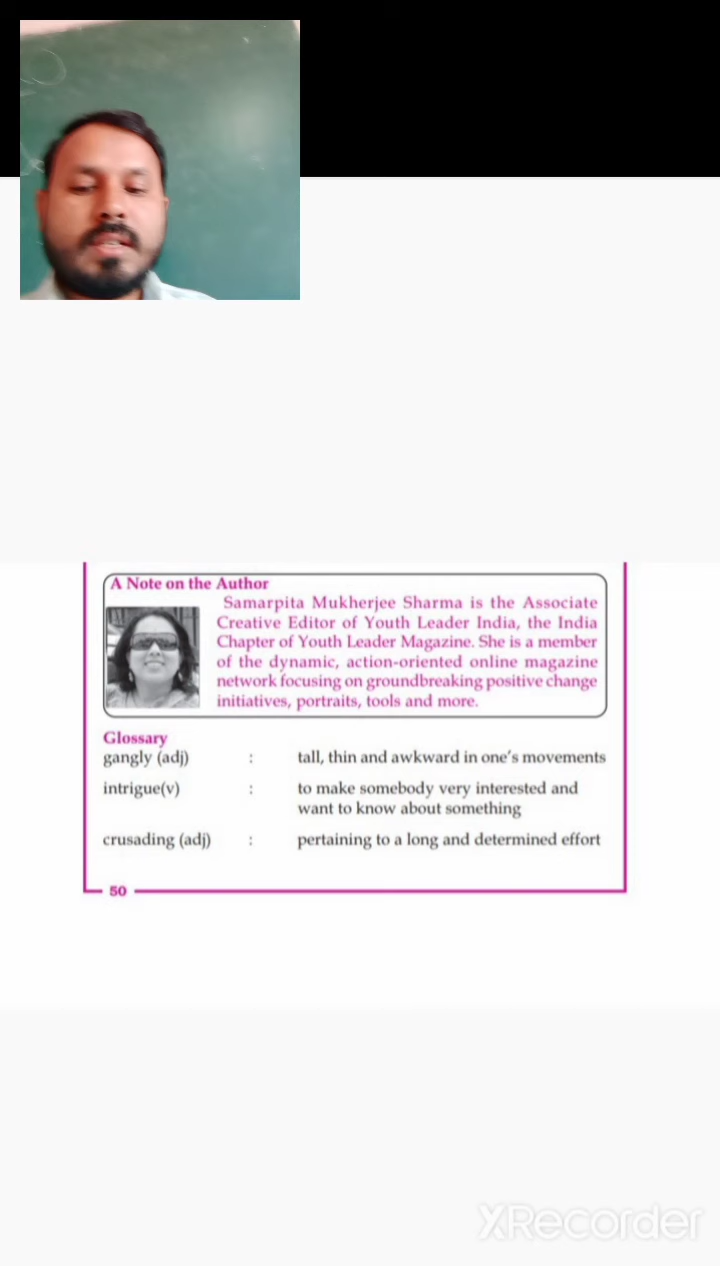 A Note on the Author
Samarpita Mukherjee Sharma is the Associate
Creative Editor of Youth Leader India, the India
Chapter of Youth Leader Magazine. She is a member
of the dynamic, action-oriented online magazine
network focusing on groundbreaking positive change
initiatives, portraits, tools and more.
Glossary
gangly (adj) : tall, thin and awkward in one's movements
intrigue(v) : to make somebody very interested and
want to know about something
crusading (adj) : pertaining to a long and determined effort
50
XRecorder